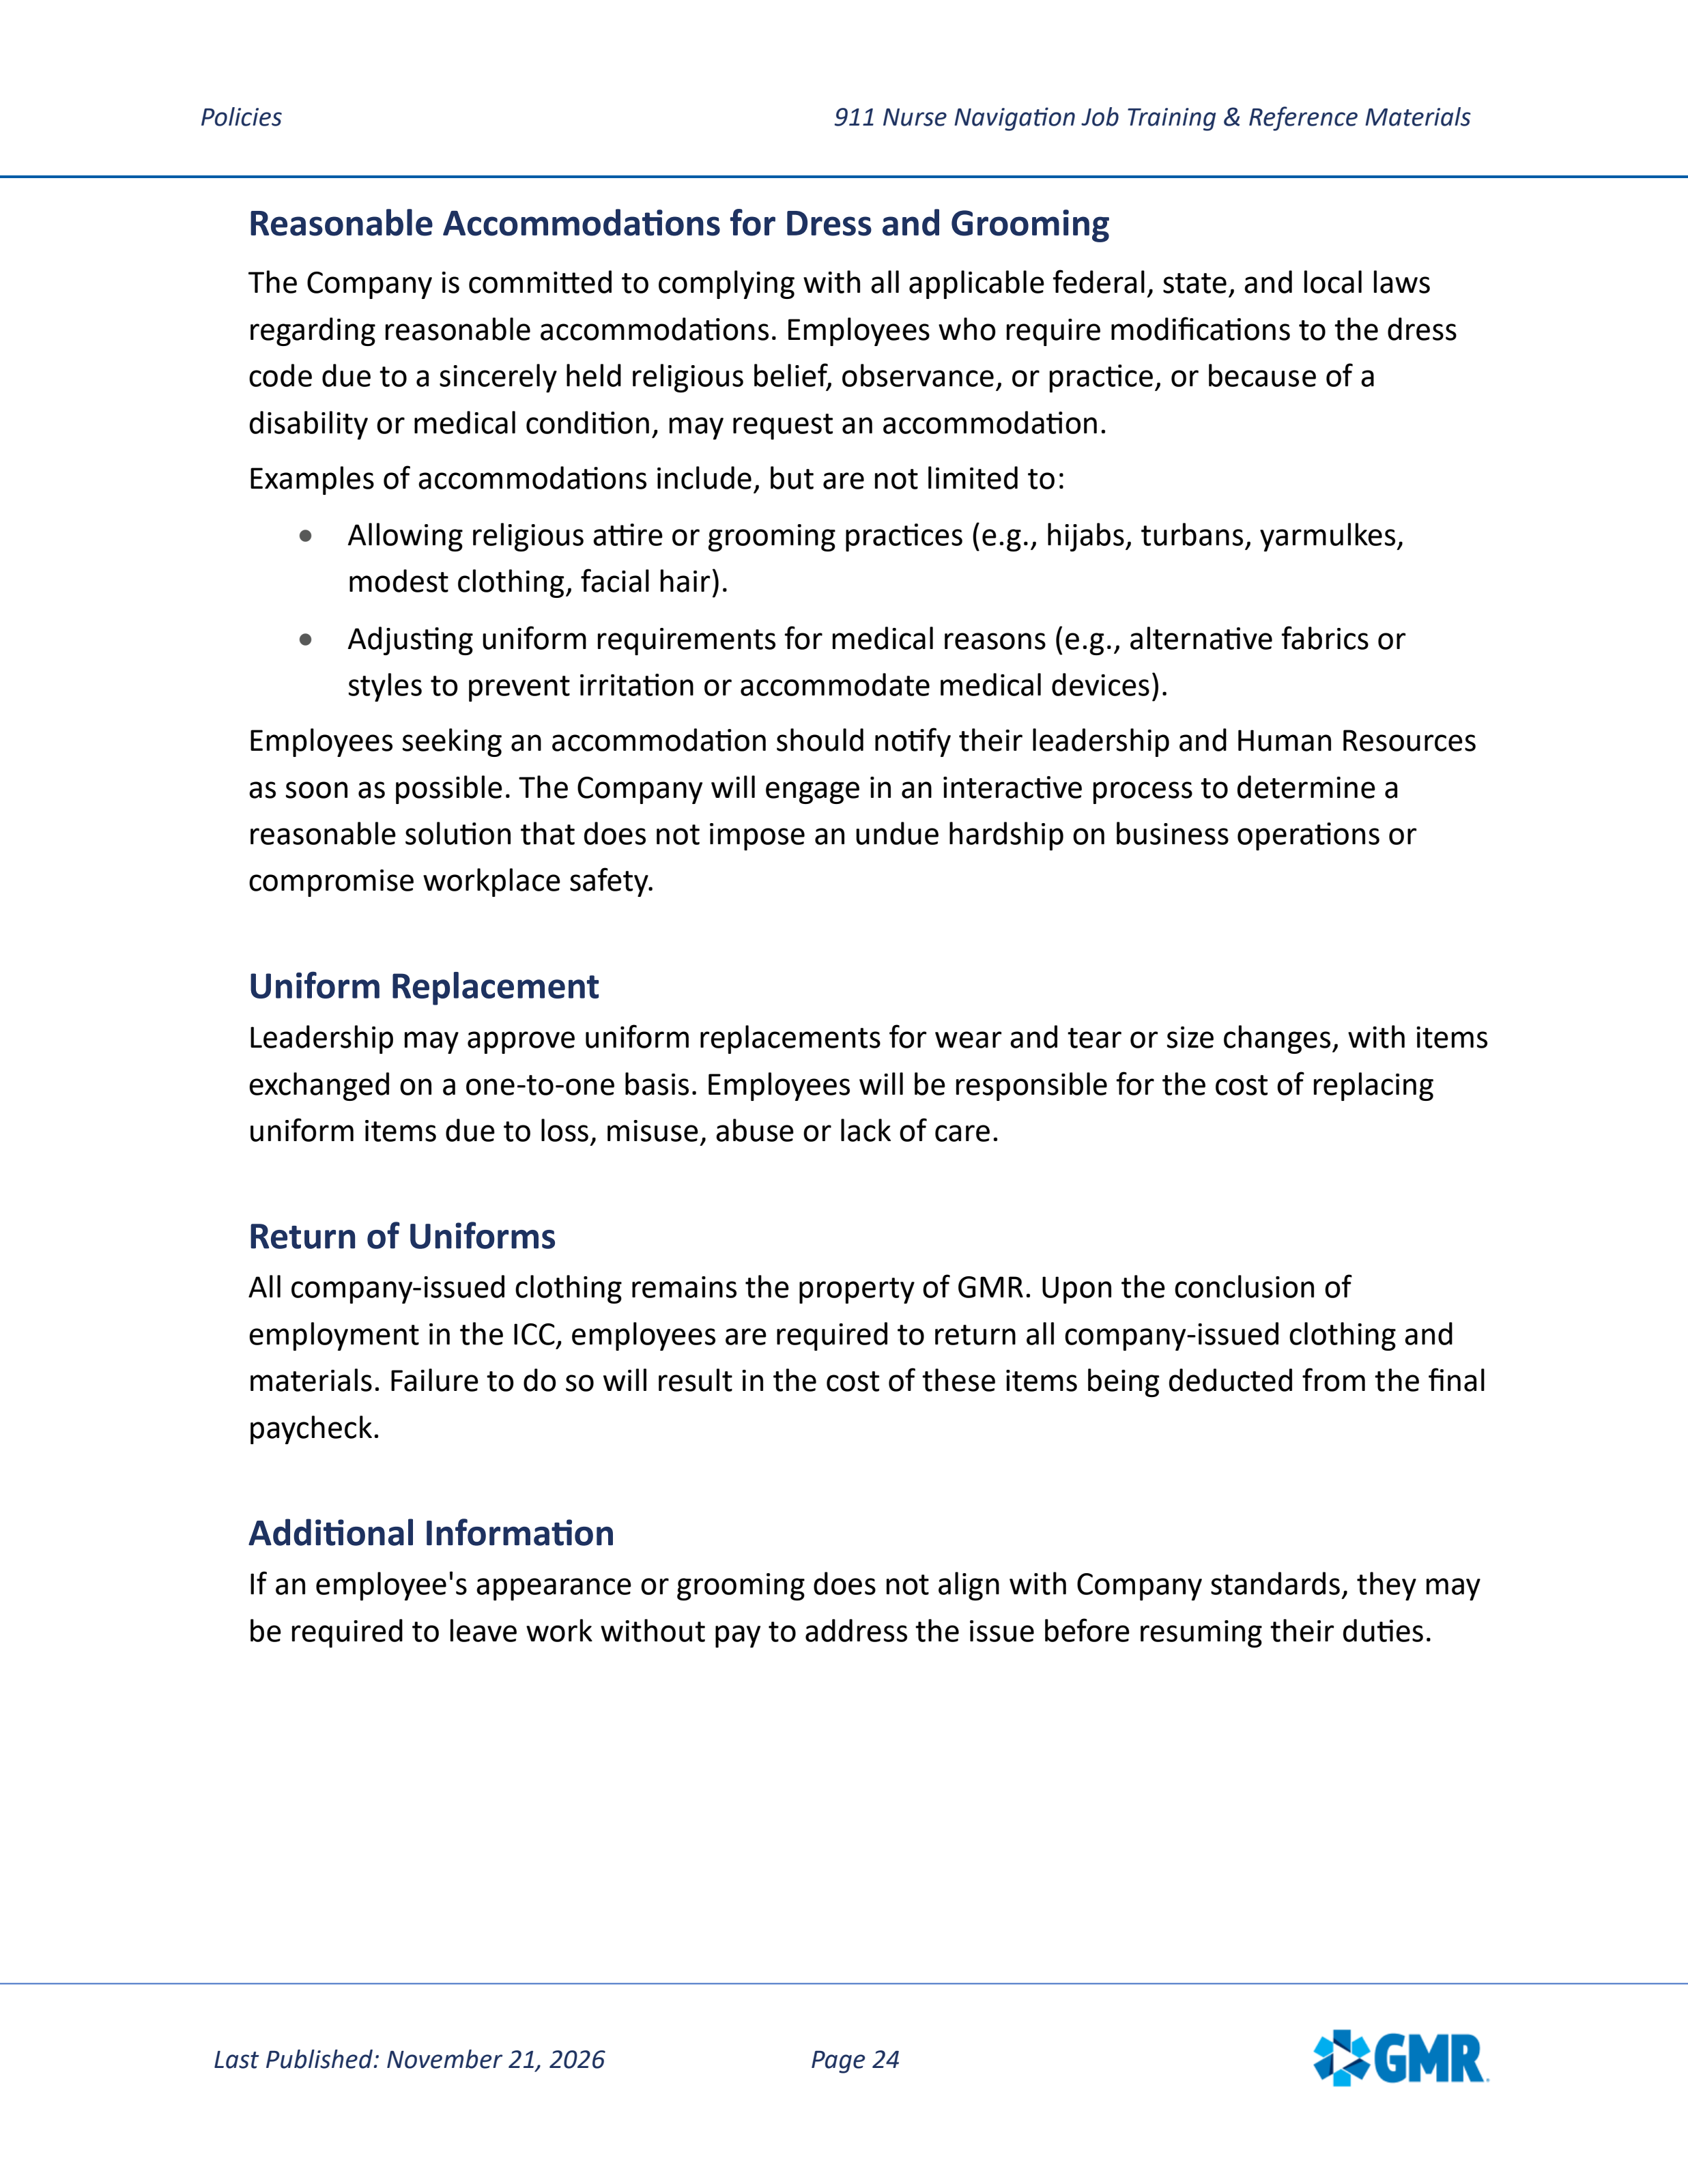 Policies
911 Nurse Navigation Job Training & Reference Materials
Reasonable Accommodations for Dress and Grooming
The Company is committed to complying with all applicable federal, state, and local laws
regarding reasonable accommodations. Employees who require modifications to the dress
code due to a sincerely held religious belief, observance, or practice, or because of a
disability or medical condition, may request an accommodation.
Examples of accommodations include, but are not limited to:
• Allowing religious attire or grooming practices (e.g., hijabs, turbans, yarmulkes,
modest clothing, facial hair).
• Adjusting uniform requirements for medical reasons (e.g., alternative fabrics or
styles to prevent irritation or accommodate medical devices).
Employees seeking an accommodation should notify their leadership and Human Resources
as soon as possible. The Company will engage in an interactive process to determine a
reasonable solution that does not impose an undue hardship on business operations or
compromise workplace safety.
Uniform Replacement
Leadership may approve uniform replacements for wear and tear or size changes, with items
exchanged on a one-to-one basis. Employees will be responsible for the cost of replacing
uniform items due to loss, misuse, abuse or lack of care.
Return of Uniforms
All company-issued clothing remains the property of GMR. Upon the conclusion of
employment in the ICC, employees are required to return all company-issued clothing and
materials. Failure to do so will result in the cost of these items being deducted from the final
paycheck.
Additional Information
If an employee's appearance or grooming does not align with Company standards, they may
be required to leave work without pay to address the issue before resuming their duties.
Last Published: November 21, 2026
Page 24
GMR